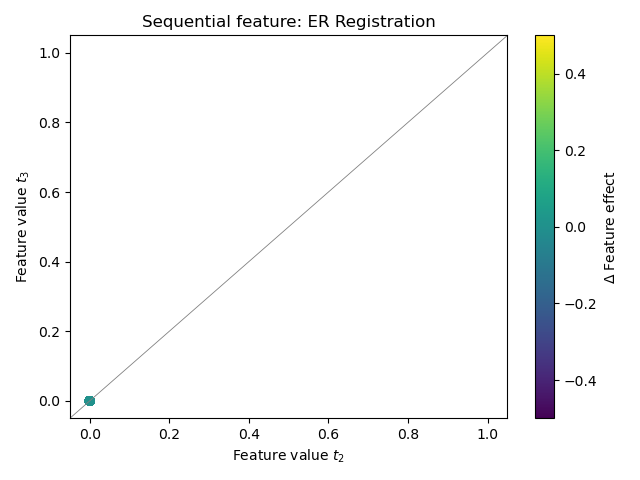 Sequential feature: ER Registration
1.0
0.8
0.6
0.4
0.2
0.0
Feature value t3
0.0 0.2 0.4 0.6 0.8 1.0
Feature value t2
0.4
0.2
0.0
−0.2
−0.4
Δ Feature effect